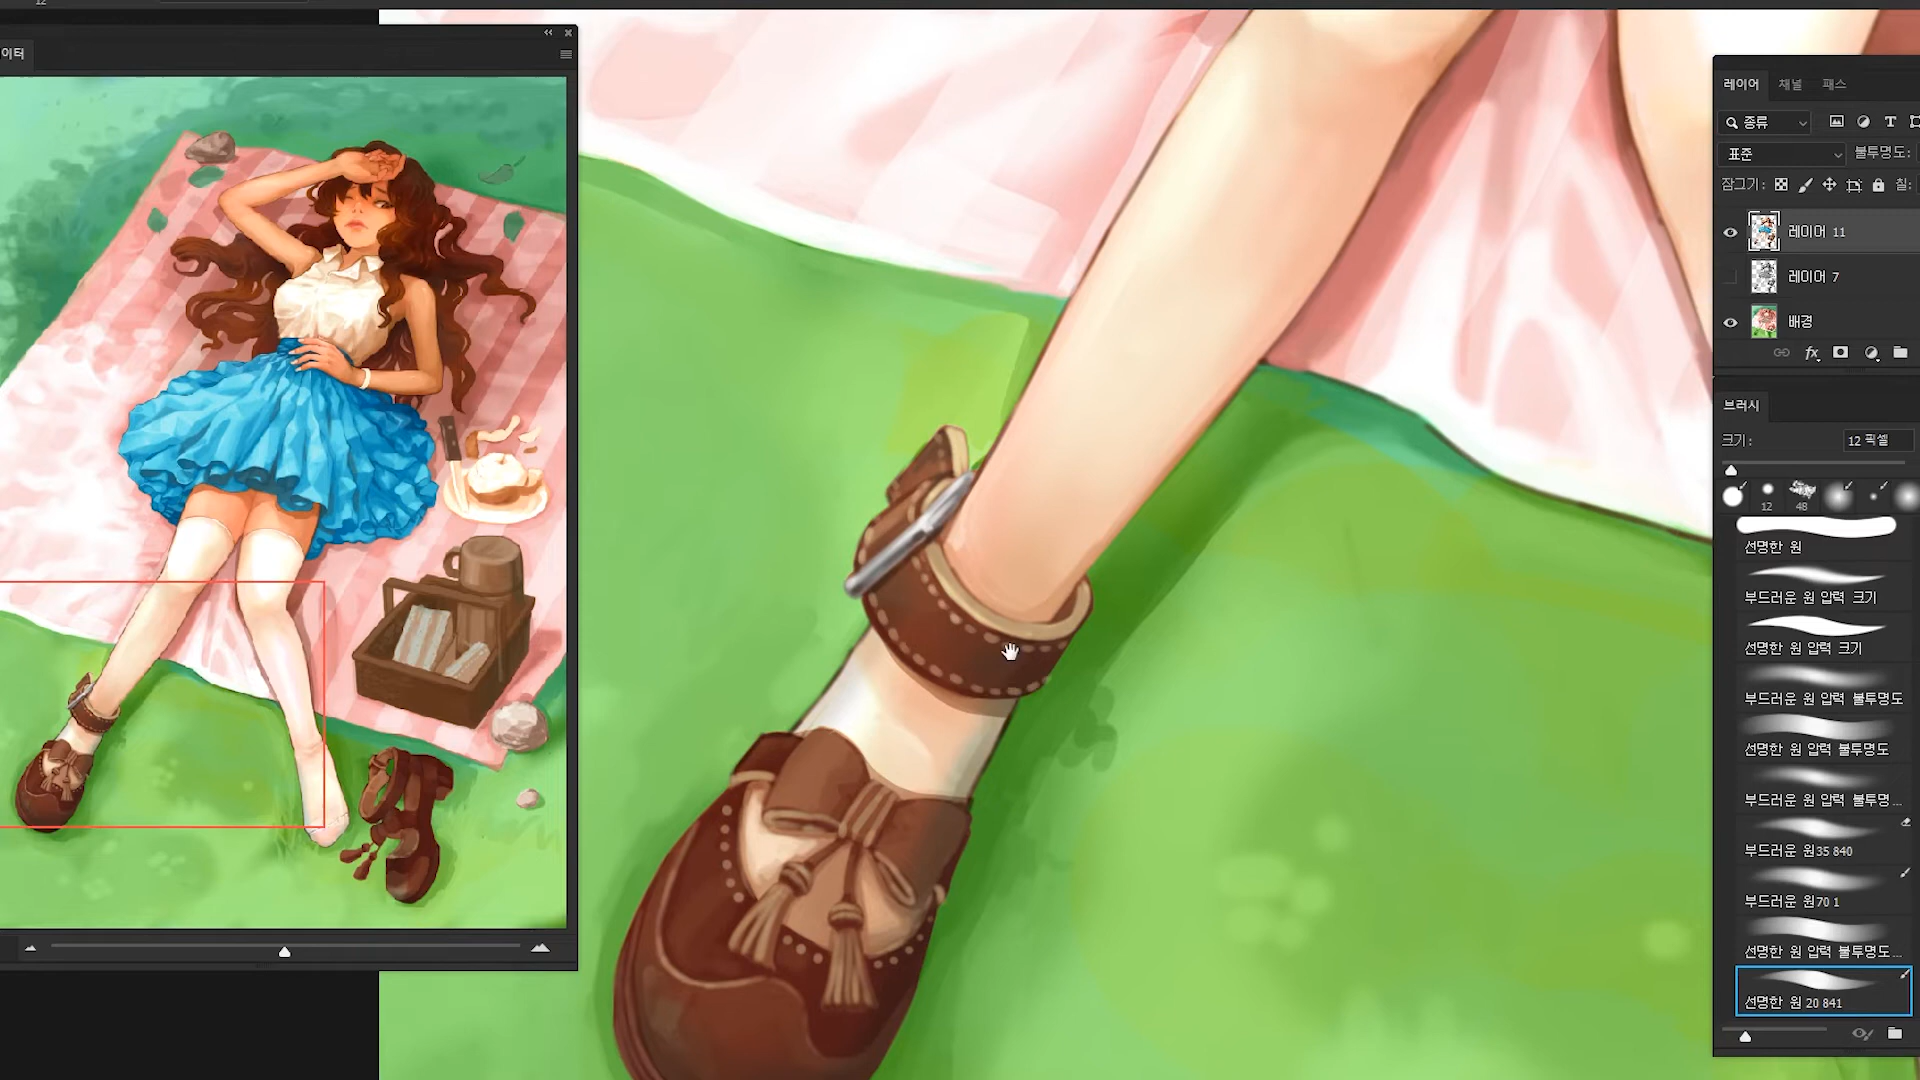 12
이터
레이어 채널 패스
종류
표준 불투명도:
잠그기: 칠:
레이어 11
레이어 7
배경
fx
브러시
크기: 12 픽셀
12 48
선명한 원
부드러운 원 압력 크기
선명한 원 압력 크기
부드러운 원 압력 불투명도
선명한 원 압력 불투명도
부드러운 원 압력 불투명...
부드러운 원35 840
부드러운 원70 1
선명한 원 압력 불투명도...
선명한 원 20 841